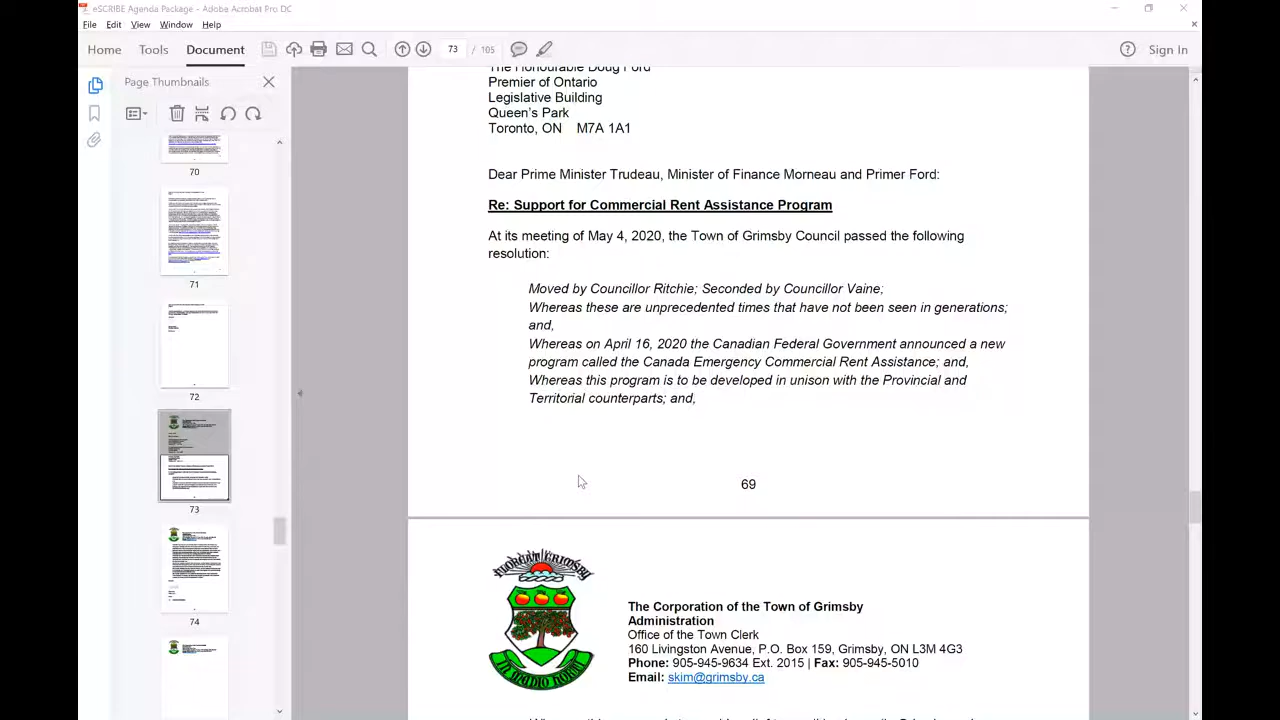 eSCRIBE Agenda Package - Adobe Acrobat Pro DC
File Edit View Window Help
Home Tools Document 73 / 105 Sign In
Page Thumbnails
70
71
72
73
74
The Honourable Doug Ford
Premier of Ontario
Legislative Building
Queen's Park
Toronto, ON M7A 1A1
Dear Prime Minister Trudeau, Minister of Finance Morneau and Primer Ford:
Re: Support for Commercial Rent Assistance Program
At its meeting of May 4, 2020, the Town of Grimsby Council passed the following
resolution:
Moved by Councillor Ritchie; Seconded by Councillor Vaine;
Whereas these are unprecedented times that have not been seen in generations;
and,
Whereas on April 16, 2020 the Canadian Federal Government announced a new
program called the Canada Emergency Commercial Rent Assistance; and,
Whereas this program is to be developed in unison with the Provincial and
Territorial counterparts; and,
69
The Corporation of the Town of Grimsby
Administration
Office of the Town Clerk
160 Livingston Avenue, P.O. Box 159, Grimsby, ON L3M 4G3
Phone: 905-945-9634 Ext. 2015 | Fax: 905-945-5010
Email: skim@grimsby.ca